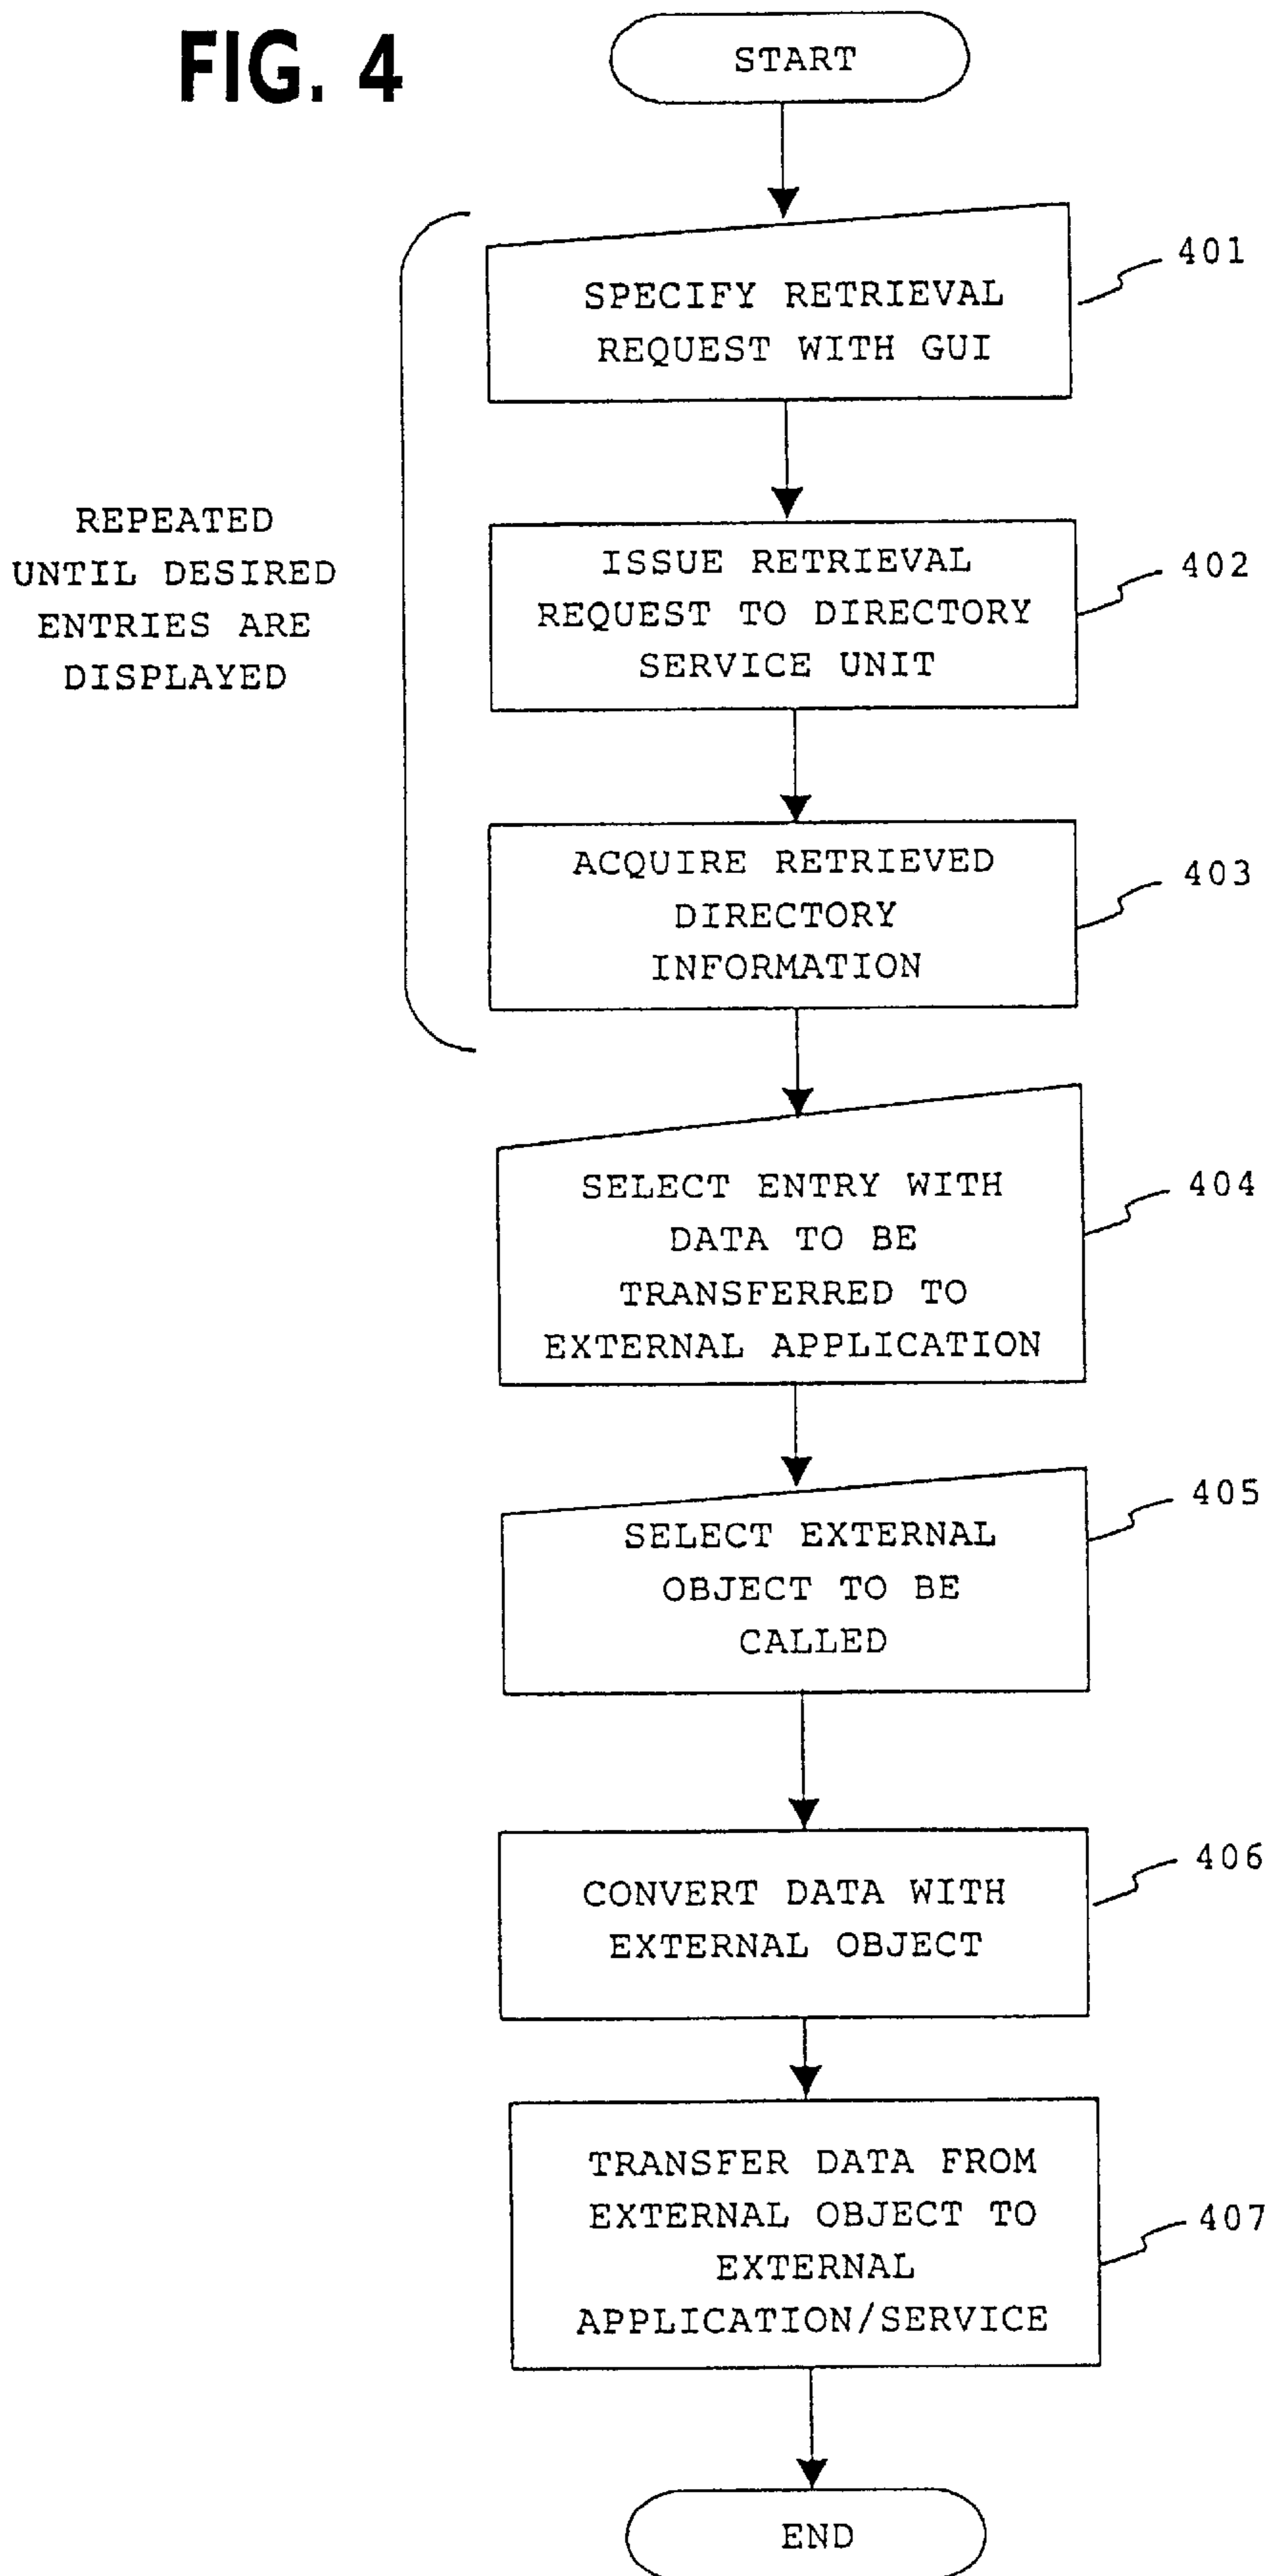 FIG. 4
START
SPECIFY RETRIEVAL
REQUEST WITH GUI
401
REPEATED
UNTIL DESIRED
ENTRIES ARE
DISPLAYED
ISSUE RETRIEVAL
REQUEST TO DIRECTORY
SERVICE UNIT
402
ACQUIRE RETRIEVED
DIRECTORY
INFORMATION
403
SELECT ENTRY WITH
DATA TO BE
TRANSFERRED TO
EXTERNAL APPLICATION
404
SELECT EXTERNAL
OBJECT TO BE
CALLED
405
CONVERT DATA WITH
EXTERNAL OBJECT
406
TRANSFER DATA FROM
EXTERNAL OBJECT TO
EXTERNAL
APPLICATION/SERVICE
407
END